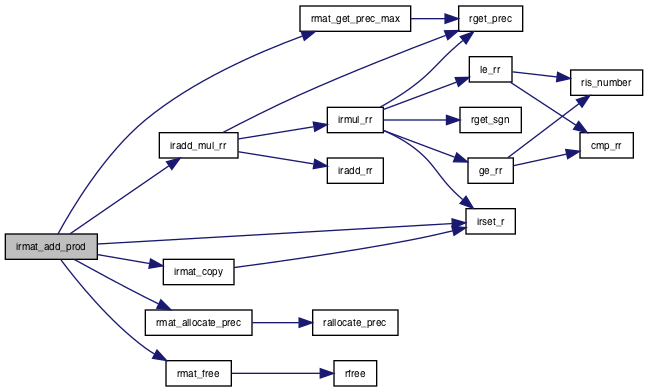 rmat_get_prec_max
rget_prec
le_rr
ris_number
iradd_mul_rr
irmul_rr
rget_sgn
cmp_rr
iradd_rr
ge_rr
irmat_add_prod
irset_r
irmat_copy
rmat_allocate_prec
rallocate_prec
rmat_free
rfree